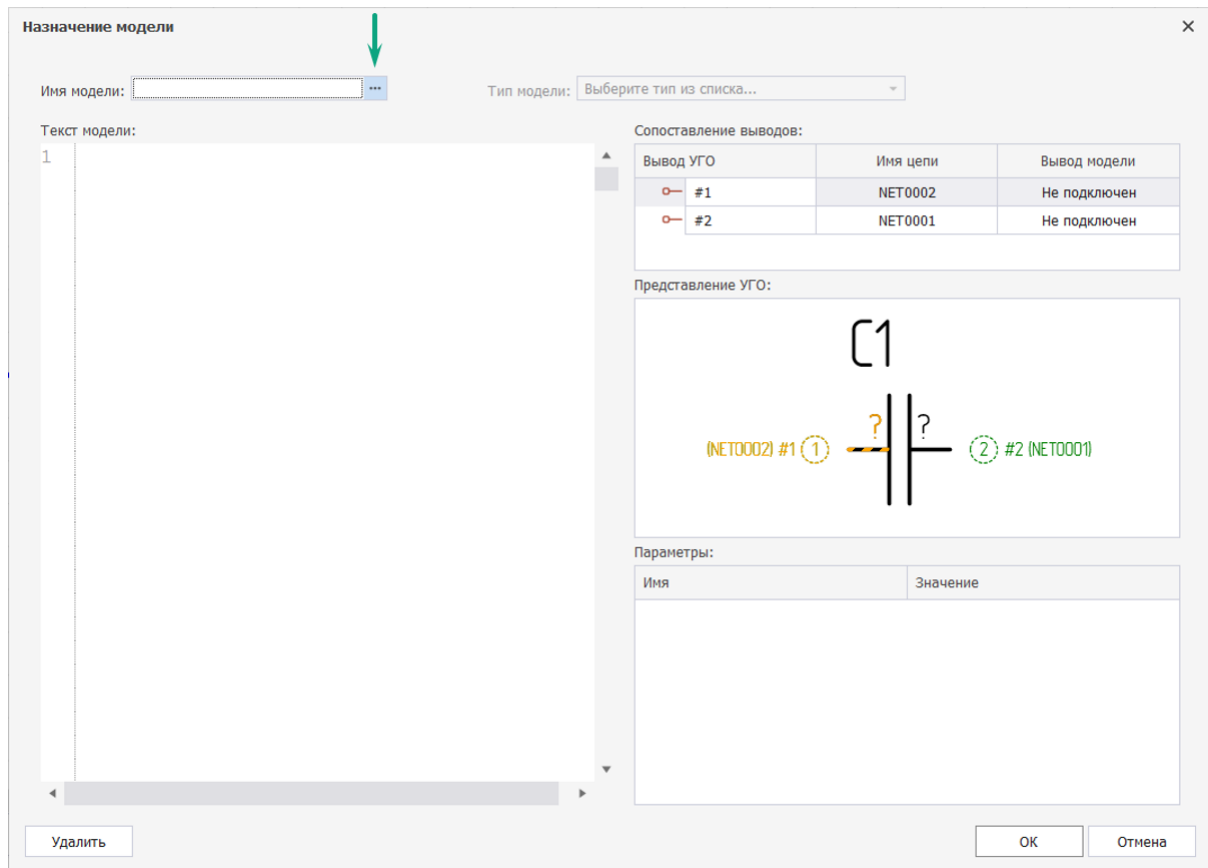 Назначение модели
Имя модели: ...
Тип модели: Выберите тип из списка...
Текст модели:
1
Сопоставление выводов:
Вывод УГО Имя цепи Вывод модели
#1 NET0002 Не подключен
#2 NET0001 Не подключен
Представление УГО:
C1
? ?
(NET0002) #1 1 2 #2 (NET0001)
Параметры:
Имя Значение
Удалить ОК Отмена